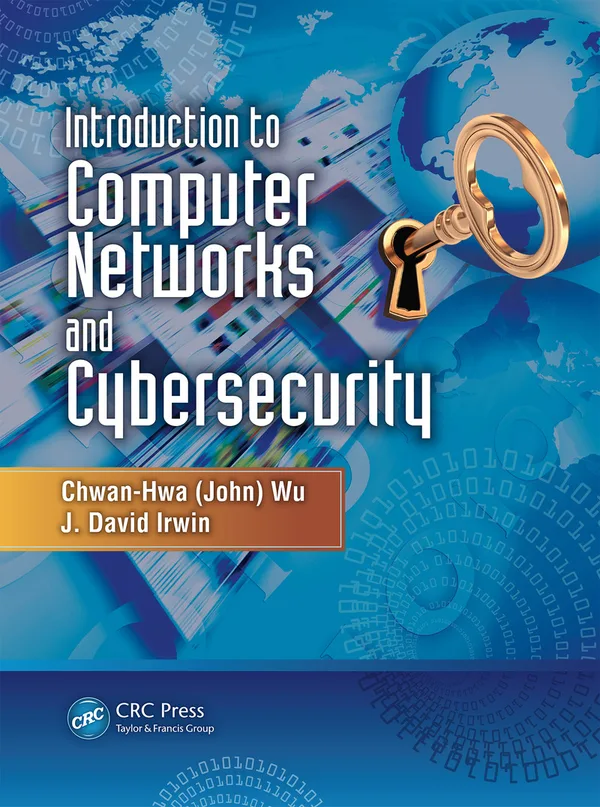 Introduction to
Computer
Networks
and
Cybersecurity
Chwan-Hwa (John) Wu
J. David Irwin
CRC
CRC Press
Taylor & Francis Group